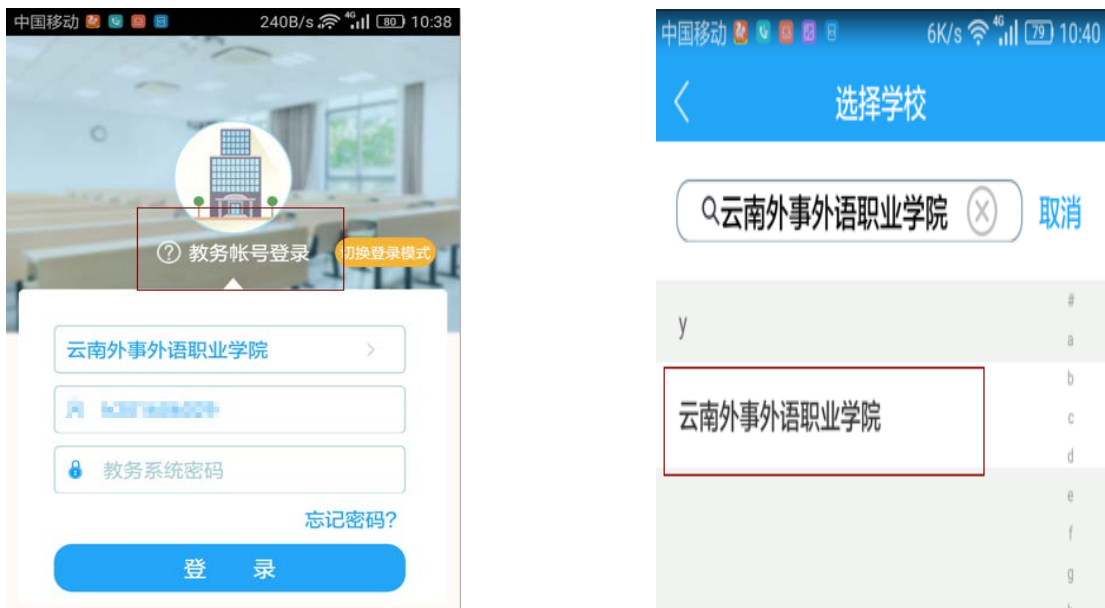 中国移动 240B/s 4G 80 10:38
教务帐号登录
切换登录模式
云南外事外语职业学院
教务系统密码
忘记密码?
登 录
中国移动 6K/s 4G 79 10:40
选择学校
云南外事外语职业学院 取消
#
y
a
b
云南外事外语职业学院
c
d
e
f
g